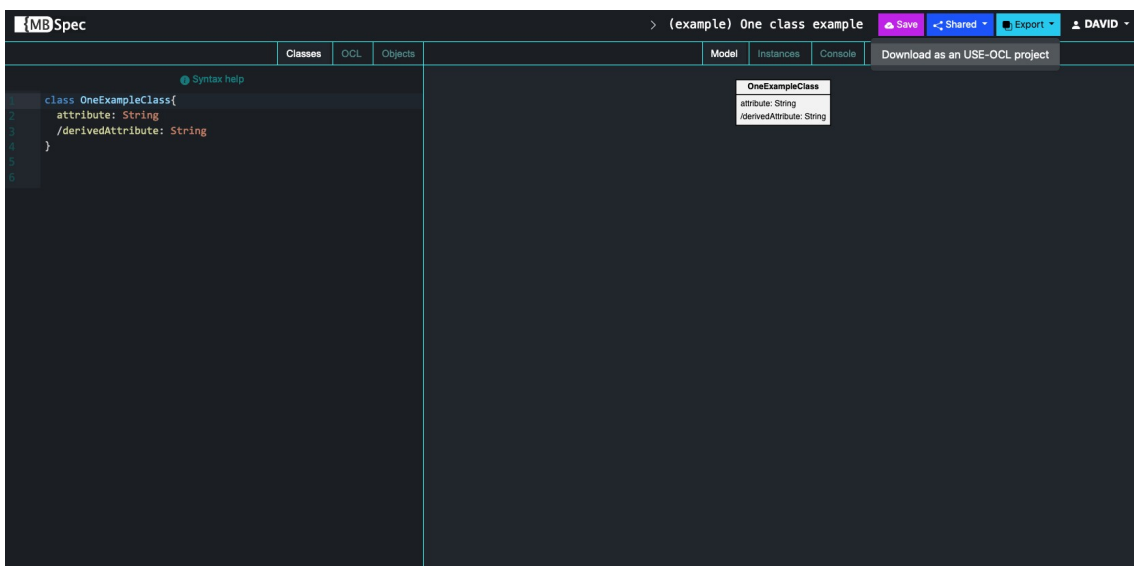 {MB}Spec
> (example) One class example Save Shared Export DAVID
Classes OCL Objects Model Instances Console Download as an USE-OCL project
Syntax help
1 class OneExampleClass{
2 attribute: String
3 /derivedAttribute: String
4 }
5
6
OneExampleClass
attribute: String
/derivedAttribute: String